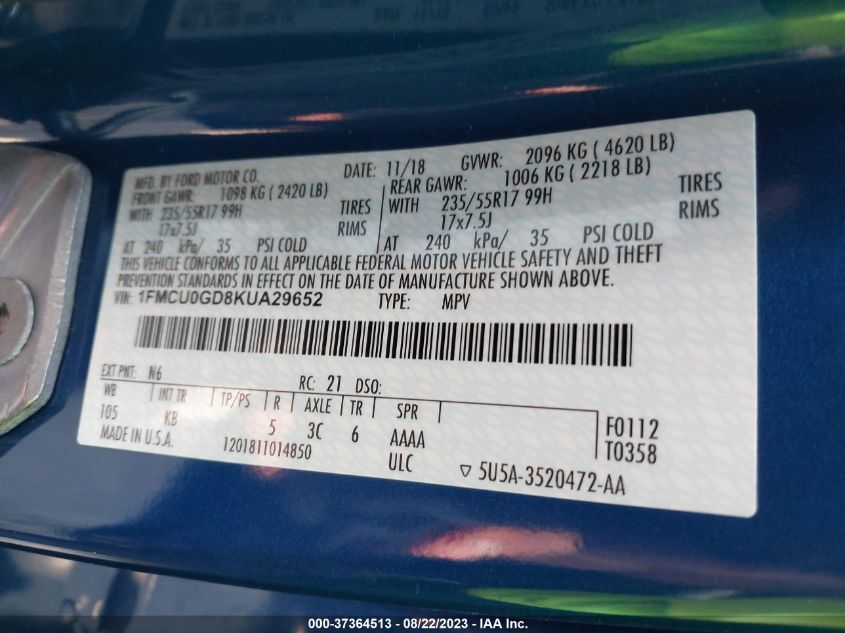 MFD. BY FORD MOTOR CO. DATE: 11/18 GVWR: 2096 KG ( 4620 LB)
FRONT GAWR: 1098 KG ( 2420 LB) REAR GAWR: 1006 KG ( 2218 LB)
WITH 235/55R17 99H TIRES WITH 235/55R17 99H TIRES
17x7.5J RIMS 17x7.5J RIMS
AT 240 kPa/ 35 PSI COLD AT 240 kPa/ 35 PSI COLD
THIS VEHICLE CONFORMS TO ALL APPLICABLE FEDERAL MOTOR VEHICLE SAFETY AND THEFT
PREVENTION STANDARDS IN EFFECT ON THE DATE OF MANUFACTURE SHOWN ABOVE.
VIN: 1FMCU0GD8KUA29652 TYPE: MPV
EXT PNT: N6 RC: 21 DSO:
WB INT TR TP/PS R AXLE TR SPR
105 KB 5 3C 6 AAAA F0112
MADE IN U.S.A. 1201811014850 ULC T0358
5U5A-3520472-AA
000-37364513 - 08/22/2023 - IAA Inc.